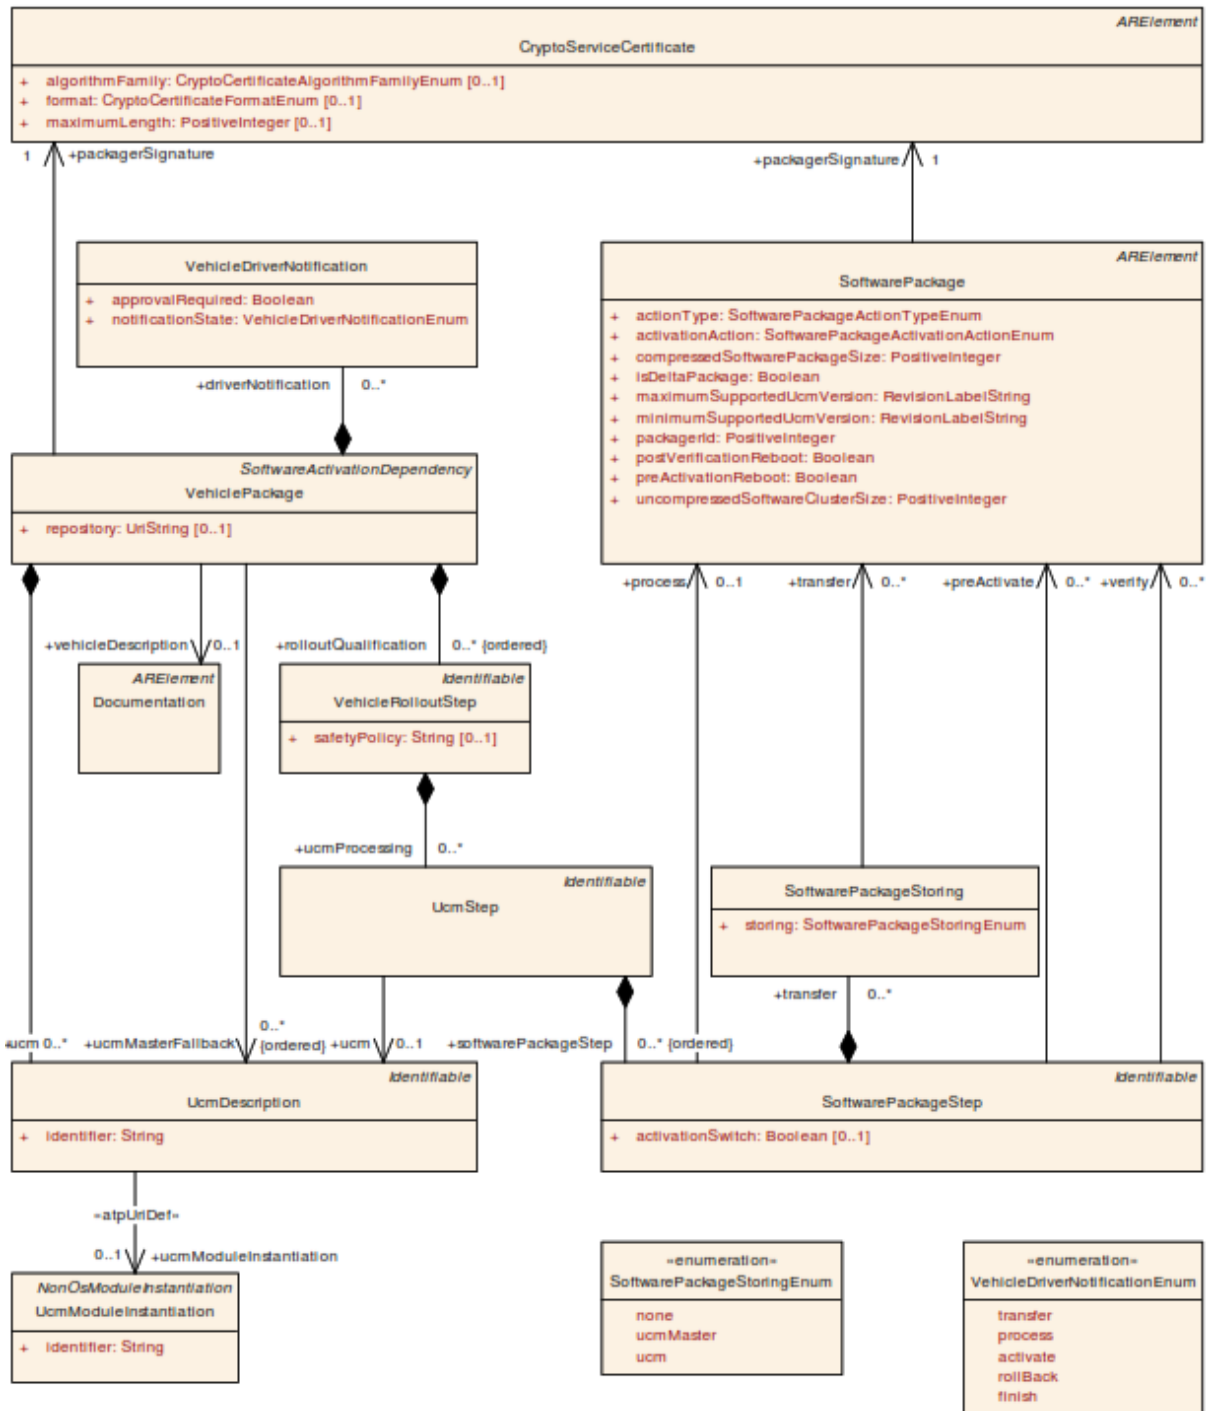 ARElement
CryptoServiceCertificate
+ algorithmFamily: CryptoCertificateAlgorithmFamilyEnum [0..1]
+ format: CryptoCertificateFormatEnum [0..1]
+ maximumLength: PositiveInteger [0..1]
1 +packagerSignature
+packagerSignature 1
VehicleDriverNotification
+ approvalRequired: Boolean
+ notificationState: VehicleDriverNotificationEnum
+driverNotification 0..*
ARElement
SoftwarePackage
+ actionType: SoftwarePackageActionTypeEnum
+ activationAction: SoftwarePackageActivationActionEnum
+ compressedSoftwarePackageSize: PositiveInteger
+ isDeltaPackage: Boolean
+ maximumSupportedUcmVersion: RevisionLabelString
+ minimumSupportedUcmVersion: RevisionLabelString
+ packagerId: PositiveInteger
+ postVerificationReboot: Boolean
+ preActivationReboot: Boolean
+ uncompressedSoftwareClusterSize: PositiveInteger
SoftwareActivationDependency
VehiclePackage
+ repository: UriString [0..1]
+process 0..1 +transfer 0..* +preActivate 0..* +verify 0..*
+vehicleDescription 0..1 +rolloutQualification 0..* {ordered}
ARElement
Documentation
Identifiable
VehicleRolloutStep
+ safetyPolicy: String [0..1]
+ucmProcessing 0..*
Identifiable
UcmStep
SoftwarePackageStoring
+ storing: SoftwarePackageStoringEnum
+transfer 0..*
+ucm 0..* +ucmMasterFallback 0..*
{ordered} +ucm 0..1 +softwarePackageStep 0..* {ordered}
Identifiable
UcmDescription
+ identifier: String
Identifiable
SoftwarePackageStep
+ activationSwitch: Boolean [0..1]
«atpUriDef»
0..1 +ucmModuleInstantiation
NonOsModuleInstantiation
UcmModuleInstantiation
+ identifier: String
«enumeration»
SoftwarePackageStoringEnum
none
ucmMaster
ucm
«enumeration»
VehicleDriverNotificationEnum
transfer
process
activate
rollBack
finish